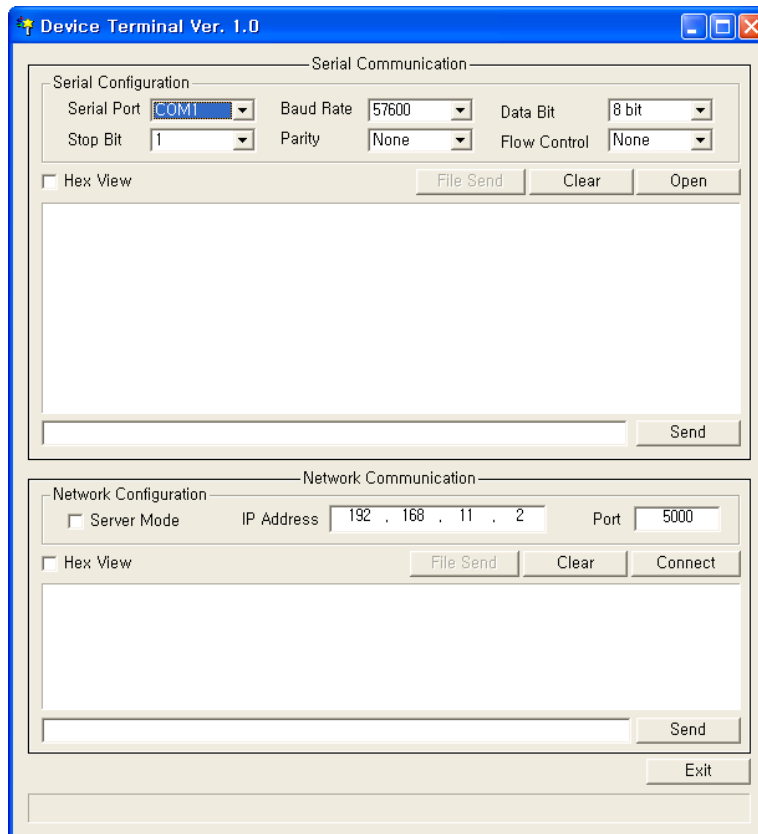 Device Terminal Ver. 1.0
Serial Communication
Serial Configuration
Serial Port COM1 Baud Rate 57600 Data Bit 8 bit
Stop Bit 1 Parity None Flow Control None
Hex View File Send Clear Open
Send
Network Communication
Network Configuration
Server Mode IP Address 192 . 168 . 11 . 2 Port 5000
Hex View File Send Clear Connect
Send
Exit